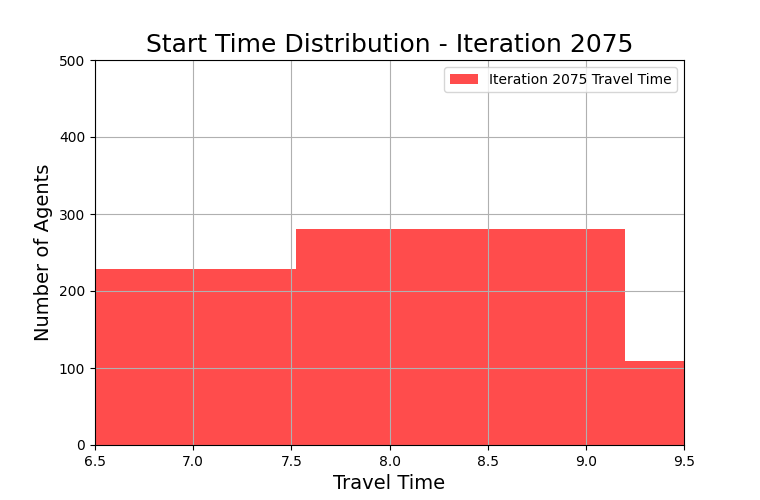 Start Time Distribution - Iteration 2075
Iteration 2075 Travel Time
Number of Agents
500
400
300
200
100
0
6.5 7.0 7.5 8.0 8.5 9.0 9.5
Travel Time